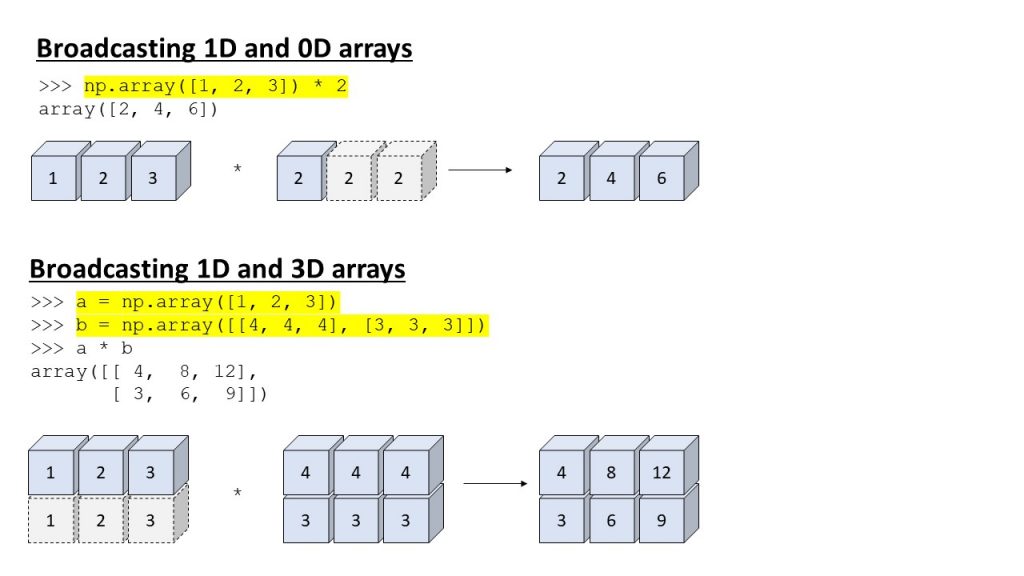 Broadcasting 1D and 0D arrays
>>> np.array([1, 2, 3]) * 2
array([2, 4, 6])
1 2 3 * 2 2 2 2 4 6
Broadcasting 1D and 3D arrays
>>> a = np.array([1, 2, 3])
>>> b = np.array([[4, 4, 4], [3, 3, 3]])
>>> a * b
array([[ 4,  8, 12],
       [ 3,  6,  9]])
1 2 3 4 4 4 4 8 12
*
1 2 3 3 3 3 3 6 9